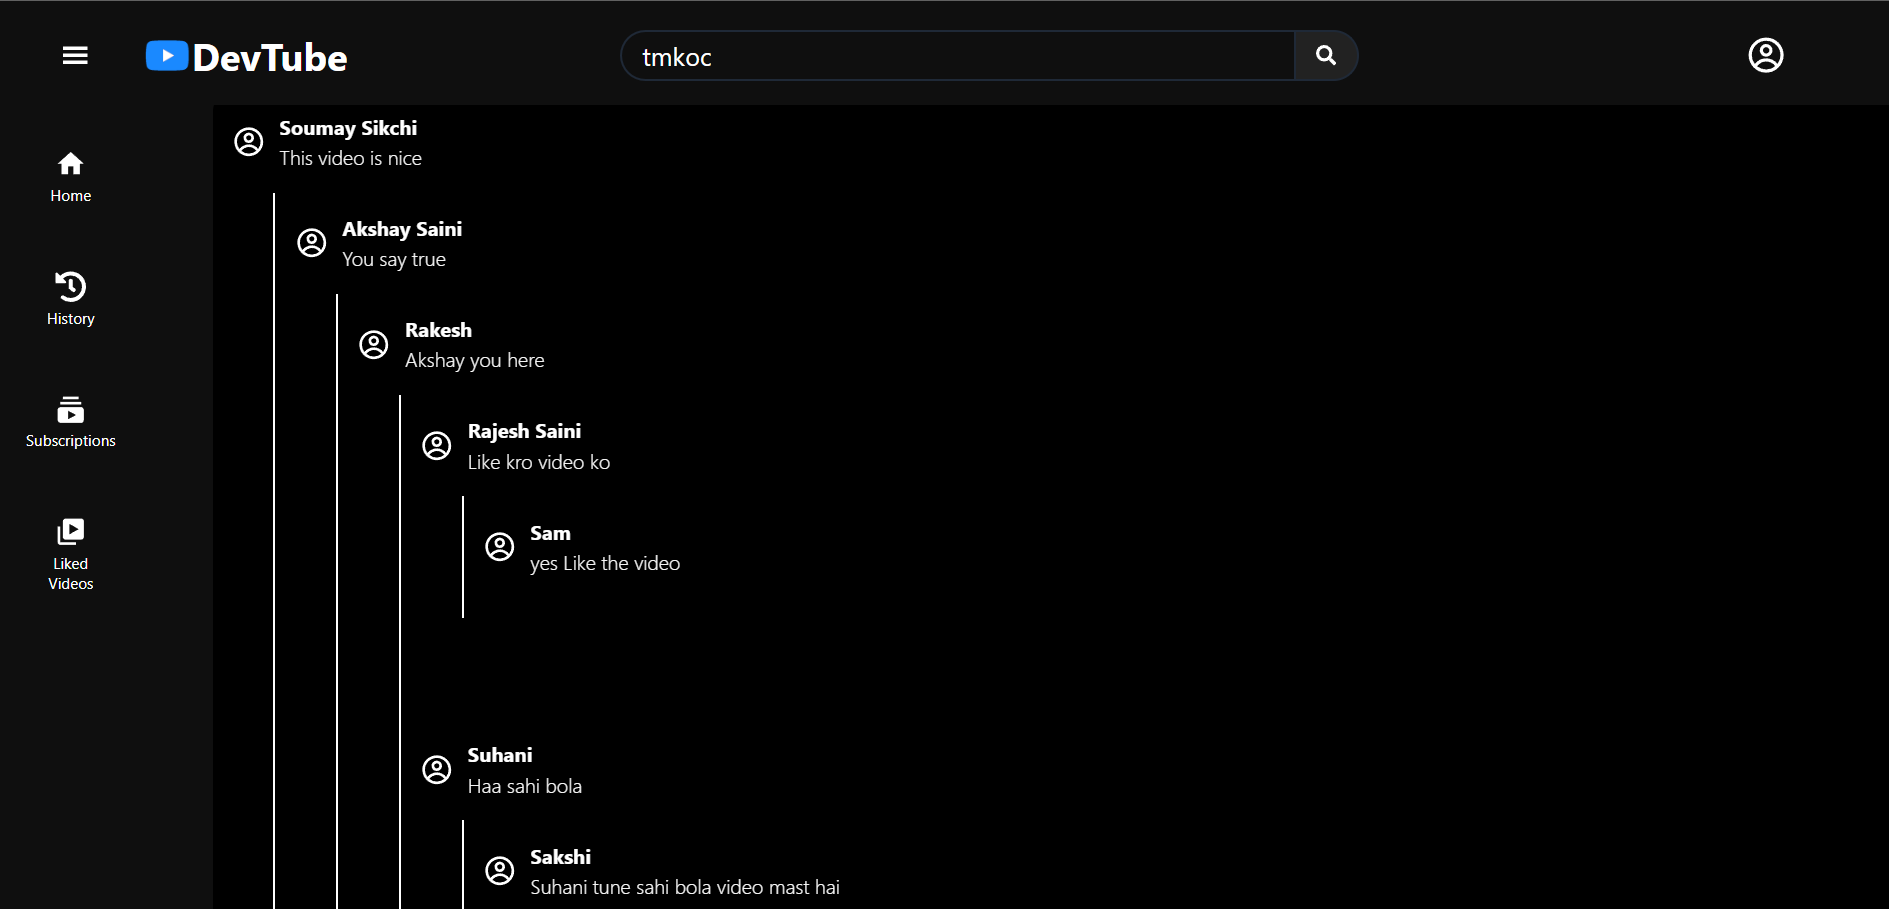 DevTube
tmkoc
Home
History
Subscriptions
Liked
Videos
Soumay Sikchi
This video is nice
Akshay Saini
You say true
Rakesh
Akshay you here
Rajesh Saini
Like kro video ko
Sam
yes Like the video
Suhani
Haa sahi bola
Sakshi
Suhani tune sahi bola video mast hai